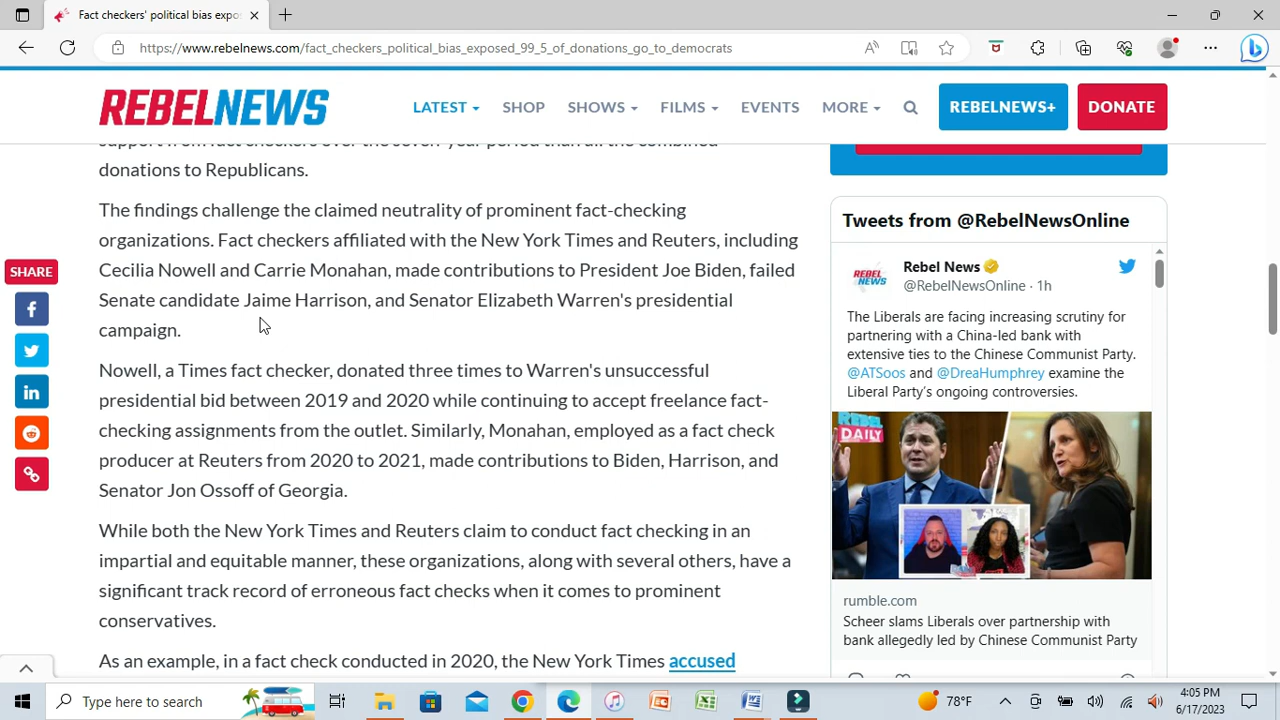 Fact checkers' political bias expo
https://www.rebelnews.com/fact_checkers_political_bias_exposed_99_5_of_donations_go_to_democrats
REBELNEWS
LATEST
SHOP
SHOWS
FILMS
EVENTS
MORE
REBELNEWS+
DONATE
support from fact checkers over the seven-year period than all the combined
donations to Republicans.
The findings challenge the claimed neutrality of prominent fact-checking
organizations. Fact checkers affiliated with the New York Times and Reuters, including
Cecilia Nowell and Carrie Monahan, made contributions to President Joe Biden, failed
Senate candidate Jaime Harrison, and Senator Elizabeth Warren's presidential
campaign.
Nowell, a Times fact checker, donated three times to Warren's unsuccessful
presidential bid between 2019 and 2020 while continuing to accept freelance fact-
checking assignments from the outlet. Similarly, Monahan, employed as a fact check
producer at Reuters from 2020 to 2021, made contributions to Biden, Harrison, and
Senator Jon Ossoff of Georgia.
While both the New York Times and Reuters claim to conduct fact checking in an
impartial and equitable manner, these organizations, along with several others, have a
significant track record of erroneous fact checks when it comes to prominent
conservatives.
As an example, in a fact check conducted in 2020, the New York Times accused
SHARE
Tweets from @RebelNewsOnline
REBEL NEWS
Rebel News
@RebelNewsOnline · 1h
The Liberals are facing increasing scrutiny for
partnering with a China-led bank with
extensive ties to the Chinese Communist Party.
@ATSoos and @DreaHumphrey examine the
Liberal Party's ongoing controversies.
REBEL
DAILY
rumble.com
Scheer slams Liberals over partnership with
bank allegedly led by Chinese Communist Party
Type here to search
78°F
4:05 PM
6/17/2023